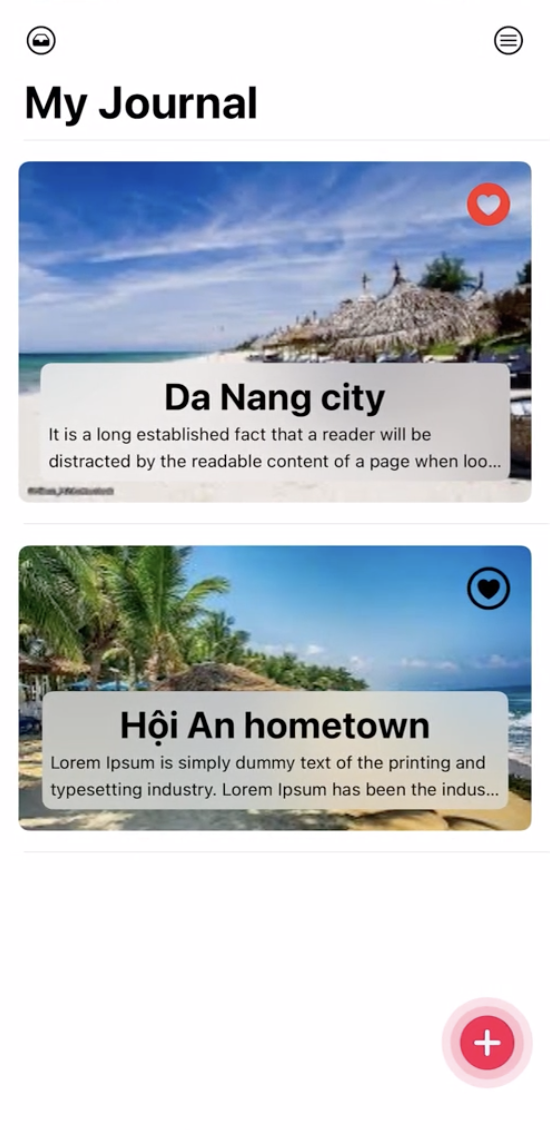 My Journal
Da Nang city
It is a long established fact that a reader will be
distracted by the readable content of a page when loo...
Hội An hometown
Lorem Ipsum is simply dummy text of the printing and
typesetting industry. Lorem Ipsum has been the indus...